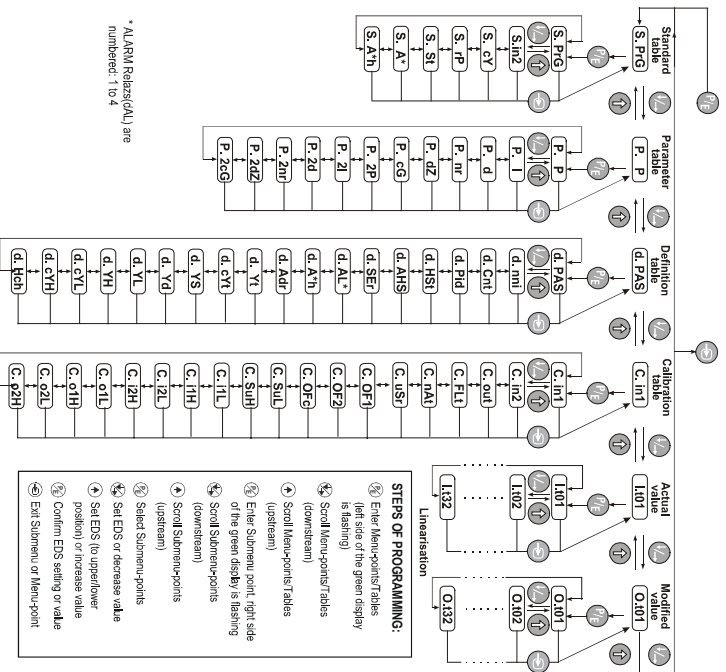 P/E
Standard
table
S. PrG
P/E
S. PrG
S.in2
S. cY
S. rP
S. St
S. A*
S. A*h
* ALARM Relazs(dAL) are
numbered: 1 to 4
Parameter
table
P. P
P/E
P. P
P. I
P. d
P. nr
P. dZ
P. cG
P. 2P
P. 2I
P. 2d
P. 2nr
P. 2dZ
P. 2cG
Definition
table
d. PAS
P/E
d. PAS
d. nni
d. Cnt
d. Pid
d. HSt
d. AHS
d. SEr
d. AL*
d. A*h
d. Adr
d. Yt
d. cYt
d. YS
d. Yd
d. YL
d. YH
d. cYL
d. cYH
d. Hch
Calibration
table
C. in1
P/E
C. in1
C. in2
C. out
C. FLt
C. nAt
C. uSr
C. OF1
C. OF2
C. OFc
C. SuL
C. SuH
C. i1L
C. i1H
C. i2L
C. i2H
C. o1L
C. o1H
C. o2L
C. o2H
Actual
value
I.t01
P/E
I.t01
I.t02
I.t32
Modified
value
O.t01
P/E
O.t01
O.t02
O.t32
Linearisation
STEPS OF PROGRAMMING:
P/E Enter Menu-points/Tables
(left side of the green display
is flashing)
Scroll Menu-points/Tables
(downstream)
Scroll Menu-points/Tables
(upstream)
P/E Enter Submenu point, right side
of the green display is flashing
Scroll Submenu-points
(downstream)
Scroll Submenu-points
(upstream)
P/E Select Submenu-points
Set EDS or decrease value
Set EDS (to upper/lower
position) or increase value
P/E Confirm EDS setting or value
Exit Submenu or Menu-point